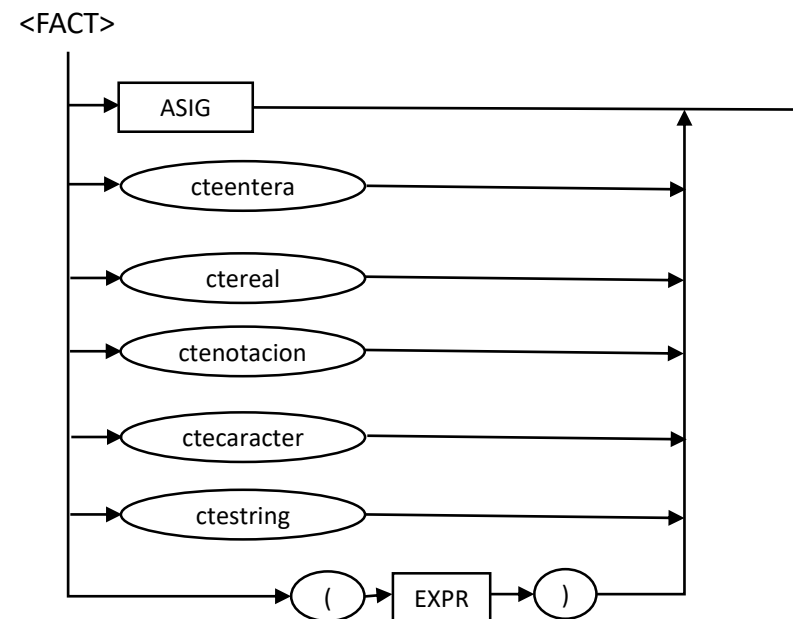 <FACT>
ASIG
cteentera
ctereal
ctenotacion
ctecaracter
ctestring
( EXPR )